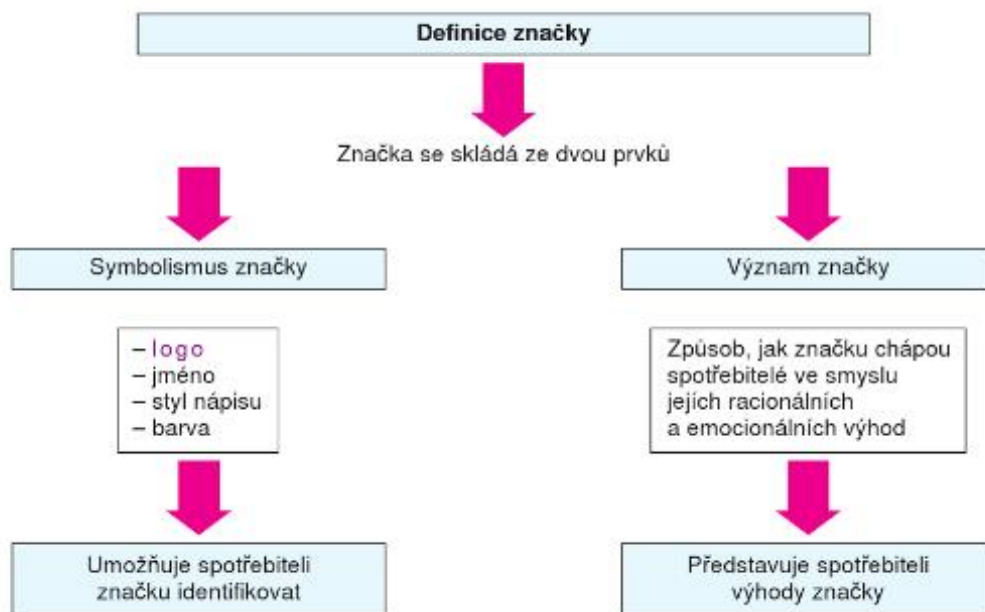 Definice značky
Značka se skládá ze dvou prvků
Symbolismus značky
Význam značky
– logo
– jméno
– styl nápisu
– barva
Způsob, jak značku chápou
spotřebitelé ve smyslu
jejích racionálních
a emocionálních výhod
Umožňuje spotřebiteli
značku identifikovat
Představuje spotřebiteli
výhody značky